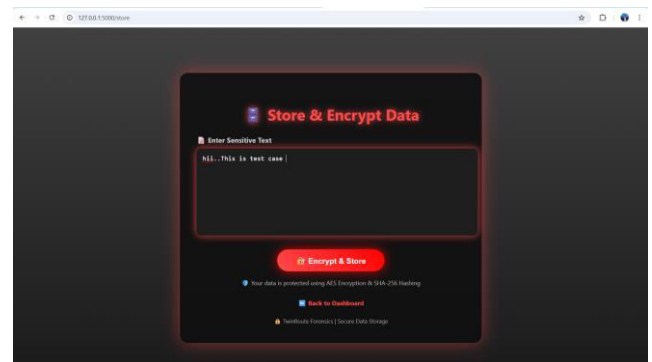 127.0.0.1:5000/store
Store & Encrypt Data
Enter Sensitive Text
hii..This is test case
Encrypt & Store
Your data is protected using AES Encryption & SHA-256 Hashing
Back to Dashboard
TwinRoute Forensics | Secure Data Storage